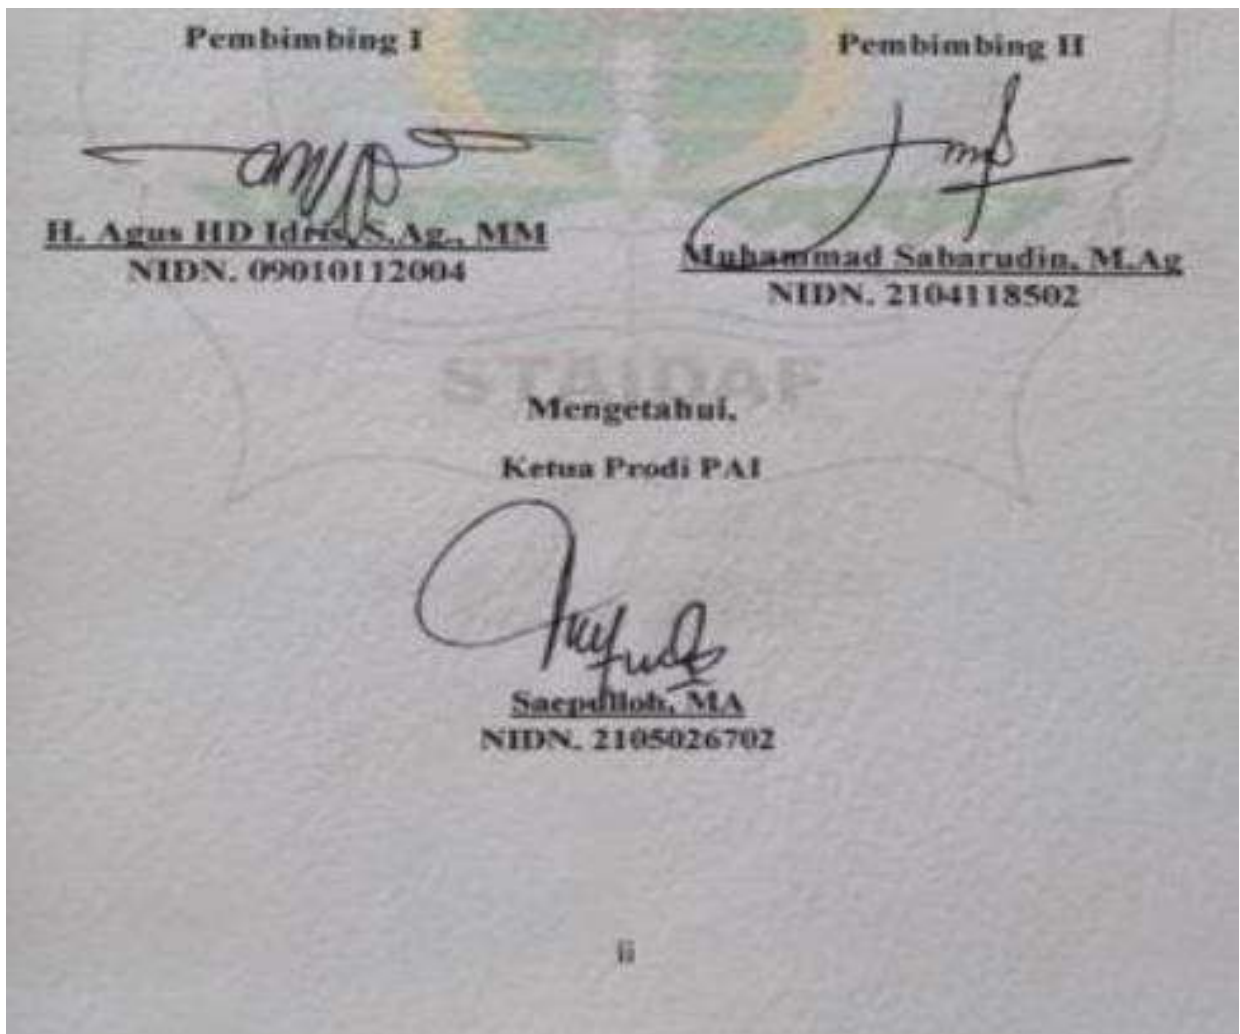 Pembimbing I
Pembimbing II
H. Agus HD Idris, S.Ag., MM
NIDN. 09010112004
Muhammad Sabarudin, M.Ag
NIDN. 2104118502
STAIDAF
Mengetahui,
Ketua Prodi PAI
Saepulloh, MA
NIDN. 2105026702
ii